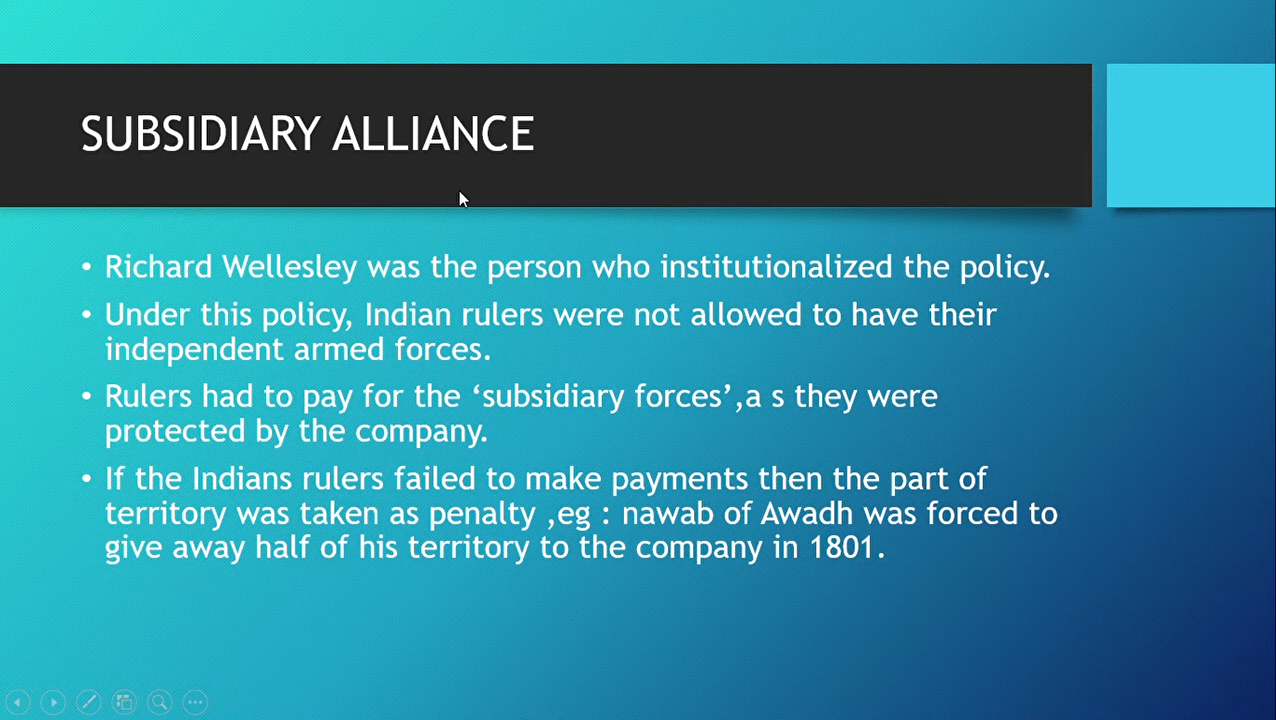 SUBSIDIARY ALLIANCE
• Richard Wellesley was the person who institutionalized the policy.
• Under this policy, Indian rulers were not allowed to have their
independent armed forces.
• Rulers had to pay for the ‘subsidiary forces’,a s they were
protected by the company.
• If the Indians rulers failed to make payments then the part of
territory was taken as penalty ,eg : nawab of Awadh was forced to
give away half of his territory to the company in 1801.